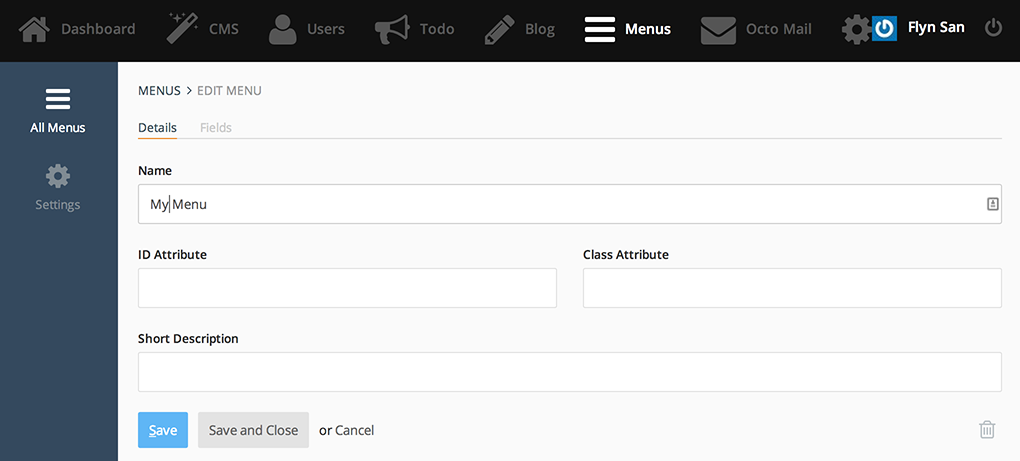 Dashboard CMS Users Todo Blog Menus Octo Mail Flyn San
All Menus
Settings
MENUS > EDIT MENU
Details Fields
Name
My Menu
ID Attribute Class Attribute
Short Description
Save Save and Close or Cancel